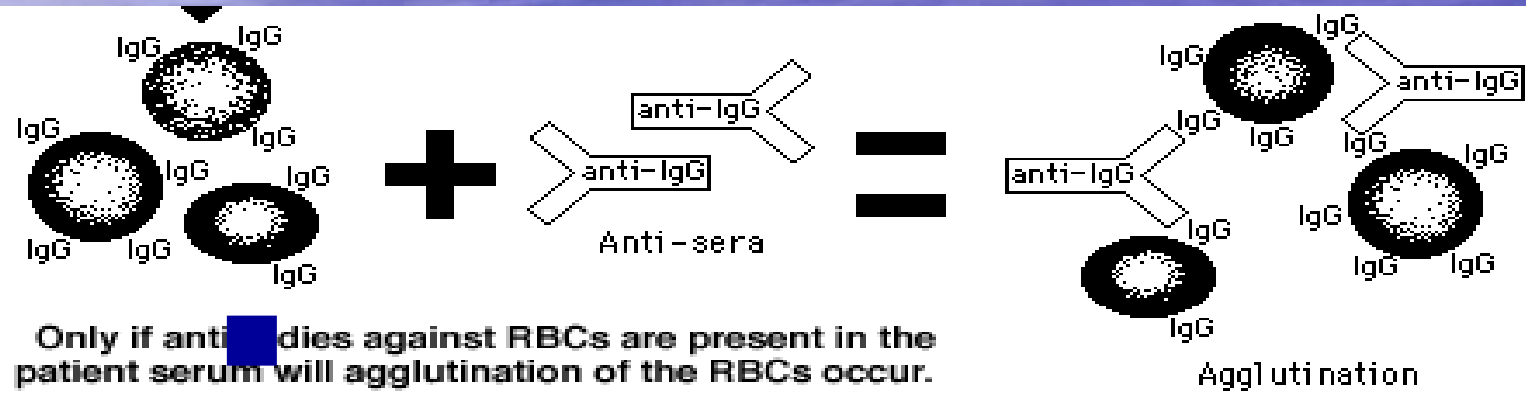 IgG IgG
IgG
IgG
IgG
IgG
IgG IgG
IgG
anti-IgG
anti-IgG
Anti-sera
IgG
IgG
anti-IgG
IgG
IgG
IgG
IgG
anti-IgG
IgG
IgG
IgG IgG
IgG
Agglutination
Only if anti dies against RBCs are present in the
patient serum will agglutination of the RBCs occur.